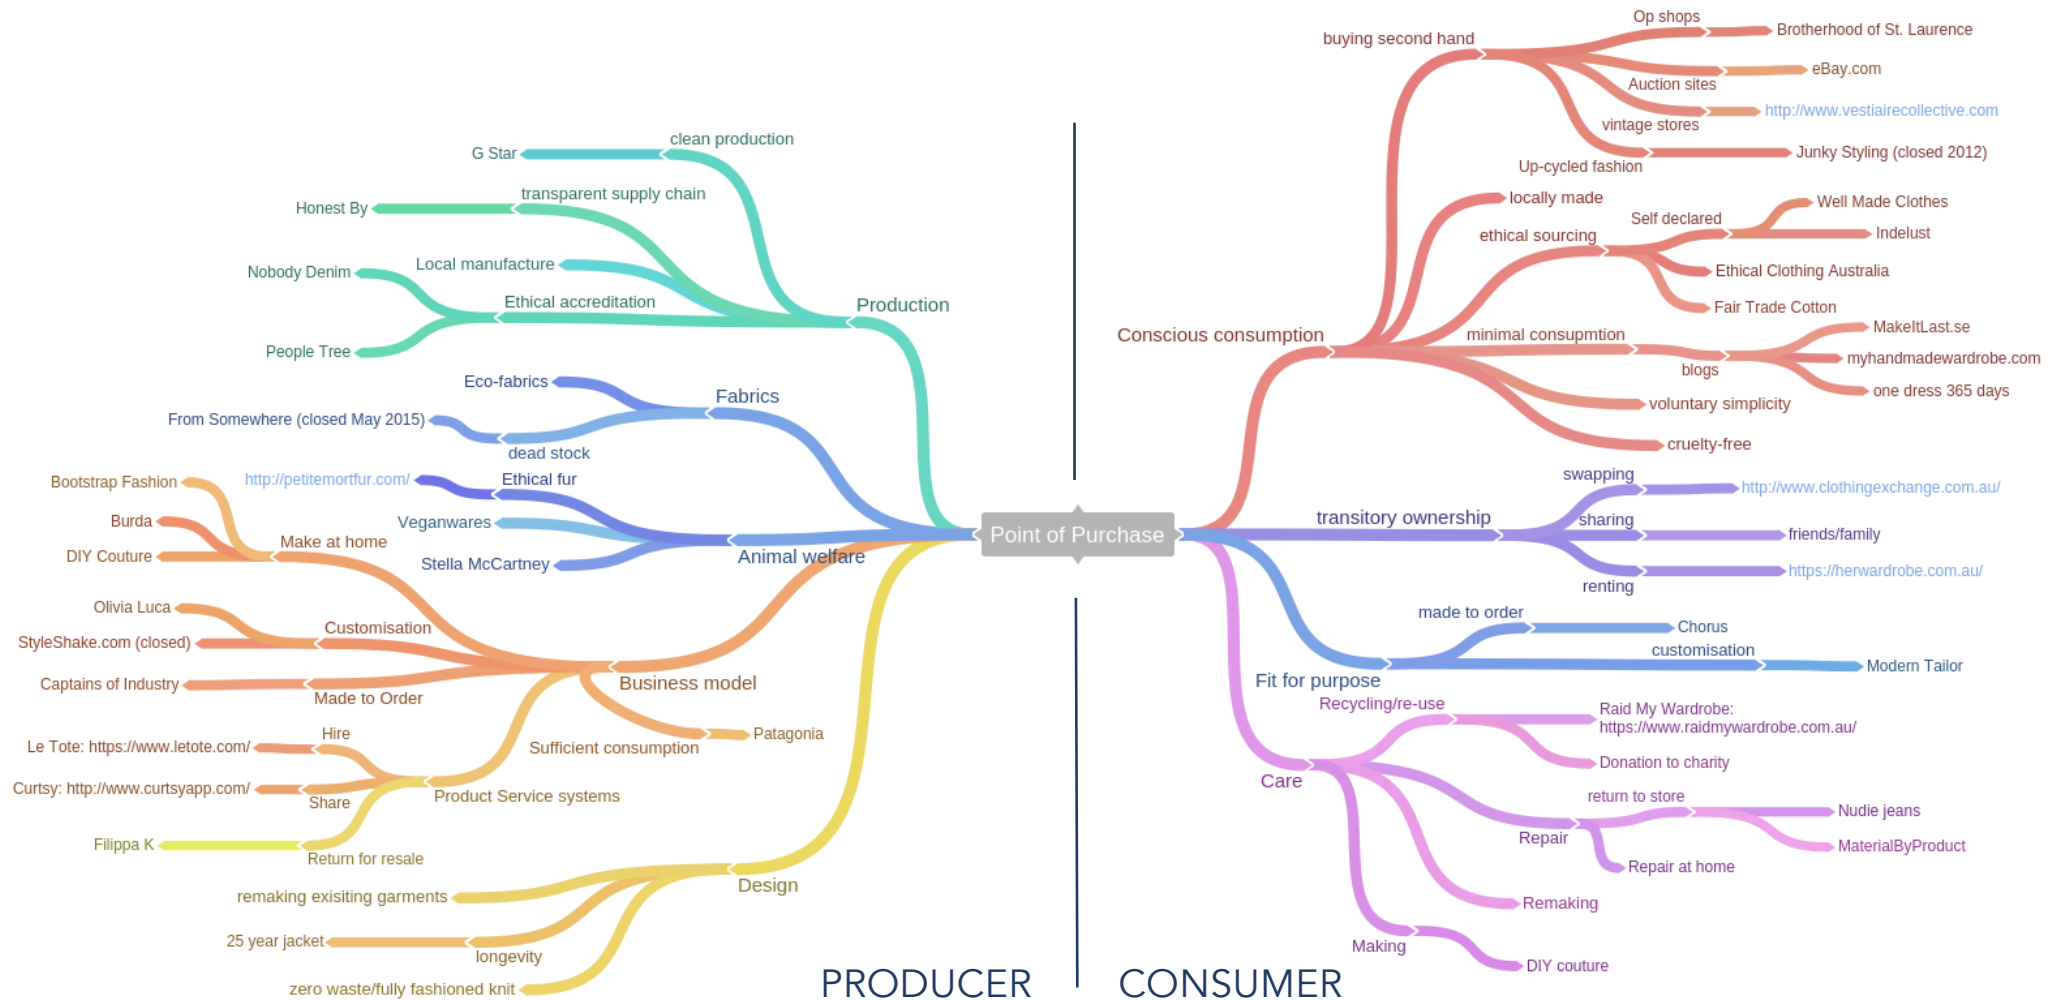 Point of Purchase
PRODUCER
Production
clean production
G Star
transparent supply chain
Honest By
Local manufacture
Ethical accreditation
Nobody Denim
People Tree
Fabrics
Eco-fabrics
dead stock
From Somewhere (closed May 2015)
Animal welfare
Ethical fur
http://petitemortfur.com/
Veganwares
Stella McCartney
Business model
Make at home
Bootstrap Fashion
Burda
DIY Couture
Customisation
Olivia Luca
StyleShake.com (closed)
Made to Order
Captains of Industry
Sufficient consumption
Patagonia
Product Service systems
Hire
Le Tote: https://www.letote.com/
Share
Curtsy: http://www.curtsyapp.com/
Return for resale
Filippa K
Design
remaking exisiting garments
longevity
25 year jacket
zero waste/fully fashioned knit
CONSUMER
Conscious consumption
buying second hand
Op shops
Brotherhood of St. Laurence
Auction sites
eBay.com
vintage stores
http://www.vestiairecollective.com
Up-cycled fashion
Junky Styling (closed 2012)
locally made
ethical sourcing
Self declared
Well Made Clothes
Indelust
Ethical Clothing Australia
Fair Trade Cotton
minimal consupmtion
blogs
MakeItLast.se
myhandmadewardrobe.com
one dress 365 days
voluntary simplicity
cruelty-free
transitory ownership
swapping
http://www.clothingexchange.com.au/
sharing
friends/family
renting
https://herwardrobe.com.au/
Fit for purpose
made to order
Chorus
customisation
Modern Tailor
Care
Recycling/re-use
Raid My Wardrobe:
https://www.raidmywardrobe.com.au/
Donation to charity
Repair
return to store
Nudie jeans
MaterialByProduct
Repair at home
Remaking
Making
DIY couture